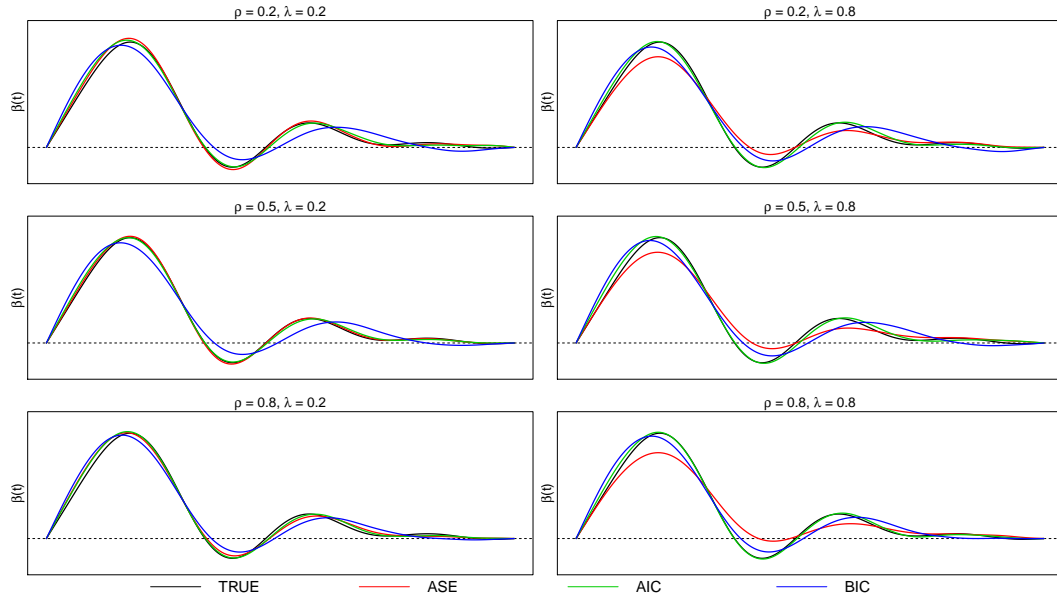 ρ = 0.2, λ = 0.2
ρ = 0.2, λ = 0.8
β(t)
β(t)
ρ = 0.5, λ = 0.2
ρ = 0.5, λ = 0.8
β(t)
β(t)
ρ = 0.8, λ = 0.2
ρ = 0.8, λ = 0.8
β(t)
β(t)
TRUE ASE AIC BIC